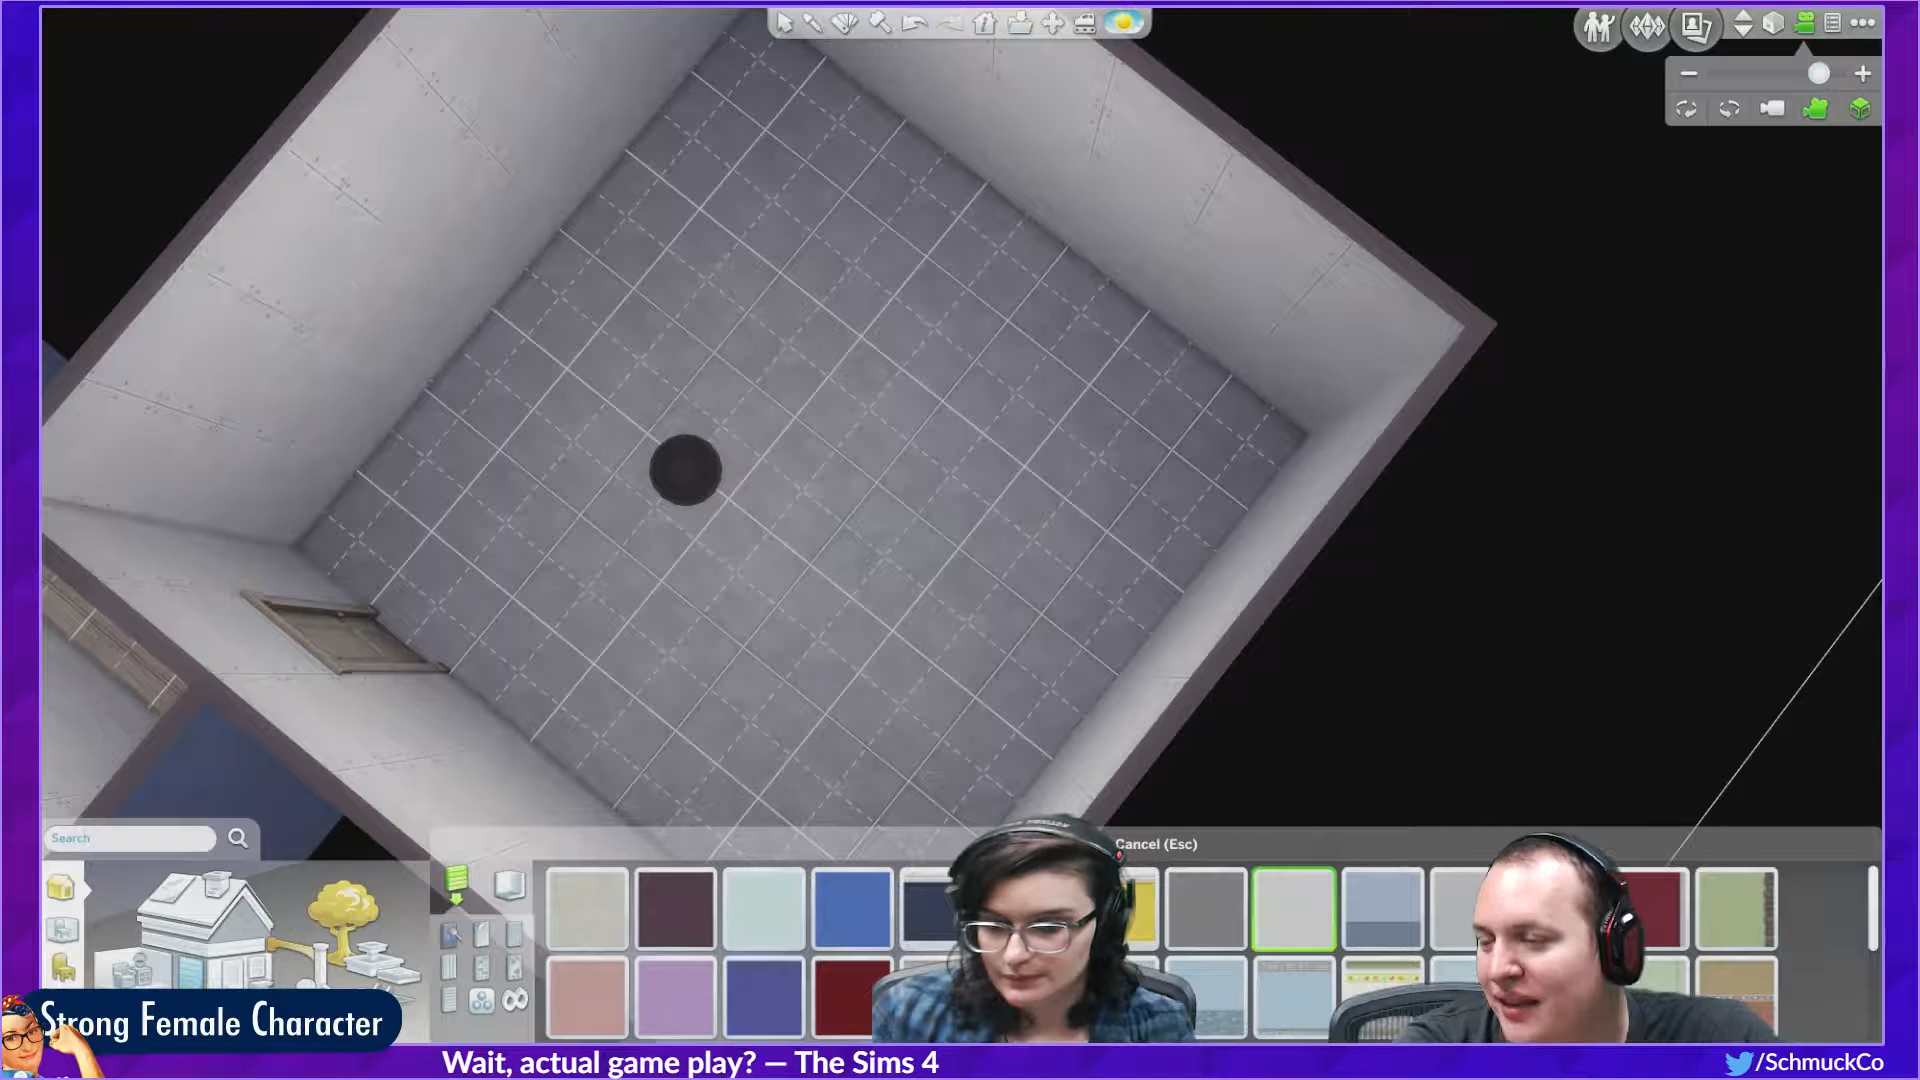 Search
Cancel (Esc)
Strong Female Character
Wait, actual game play? — The Sims 4
/SchmuckCo